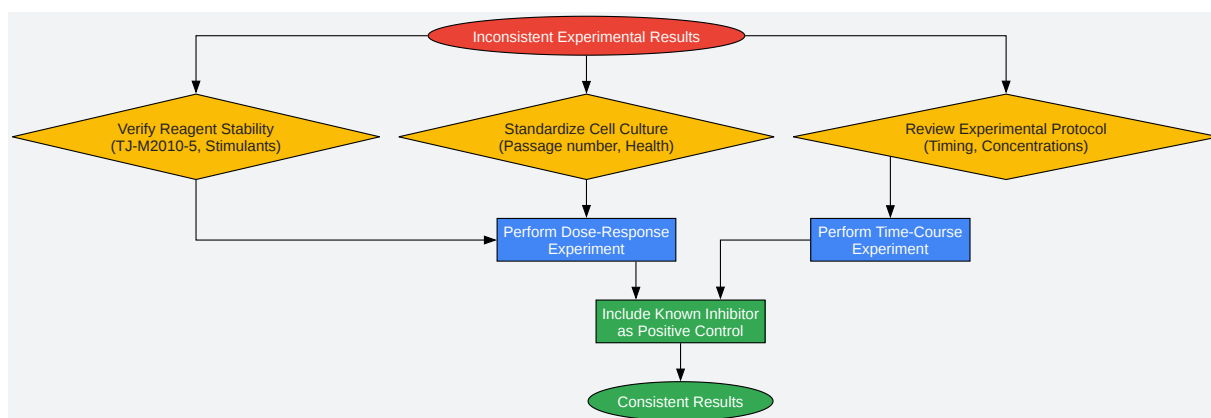 Inconsistent Experimental Results
Verify Reagent Stability
(TJ-M2010-5, Stimulants)
Standardize Cell Culture
(Passage number, Health)
Review Experimental Protocol
(Timing, Concentrations)
Perform Dose-Response
Experiment
Perform Time-Course
Experiment
Include Known Inhibitor
as Positive Control
Consistent Results